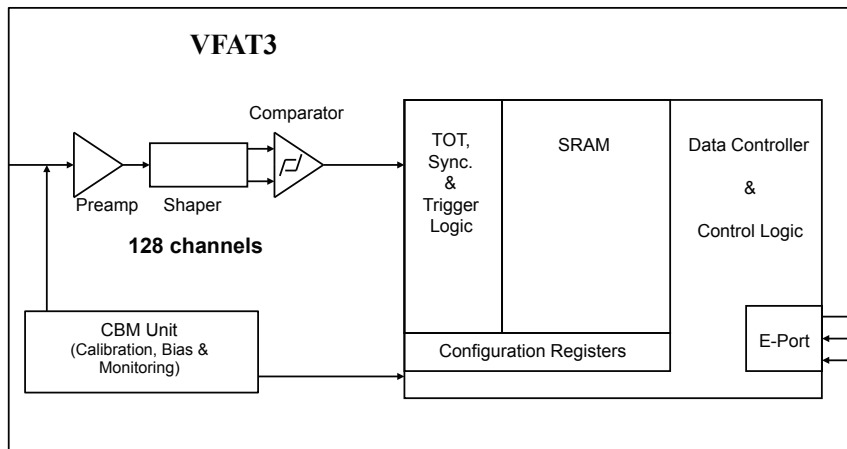 VFAT3
Comparator
Preamp
Shaper
128 channels
TOT,
Sync.
&
Trigger
Logic
SRAM
Data Controller
&
Control Logic
Configuration Registers
E-Port
CBM Unit
(Calibration, Bias &
Monitoring)